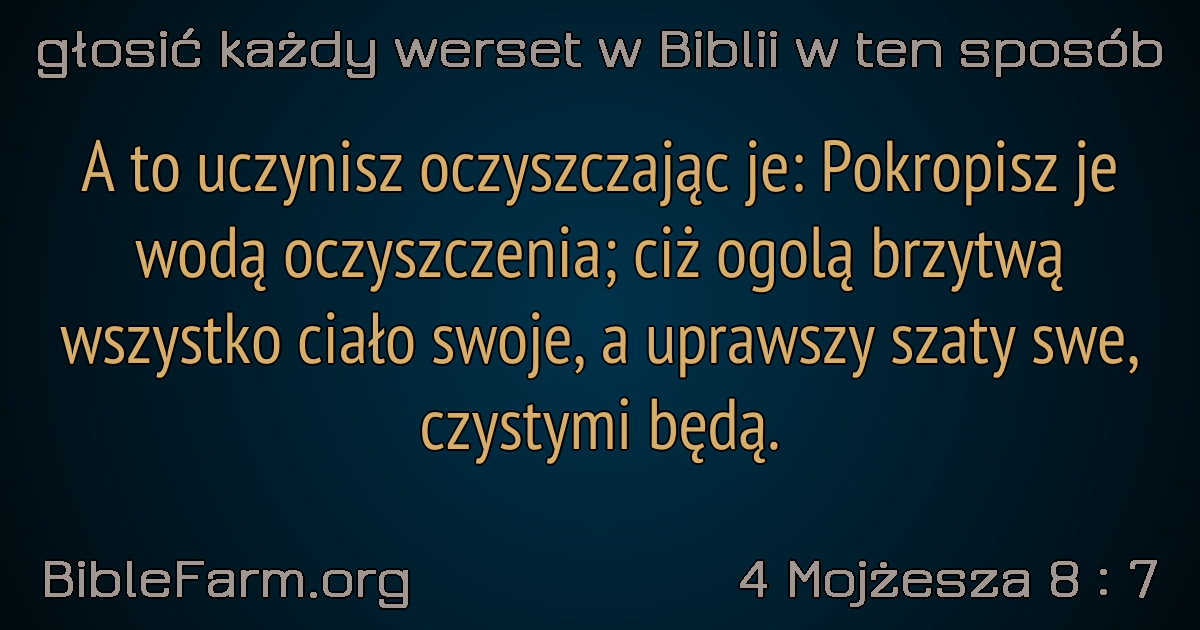 głosić każdy werset w Biblii w ten sposób
A to uczynisz oczyszczając je: Pokropisz je
wodą oczyszczenia; ciż ogolą brzytwą
wszystko ciało swoje, a uprawszy szaty swe,
czystymi będą.
BibleFarm.org
4 Mojżesza 8 : 7